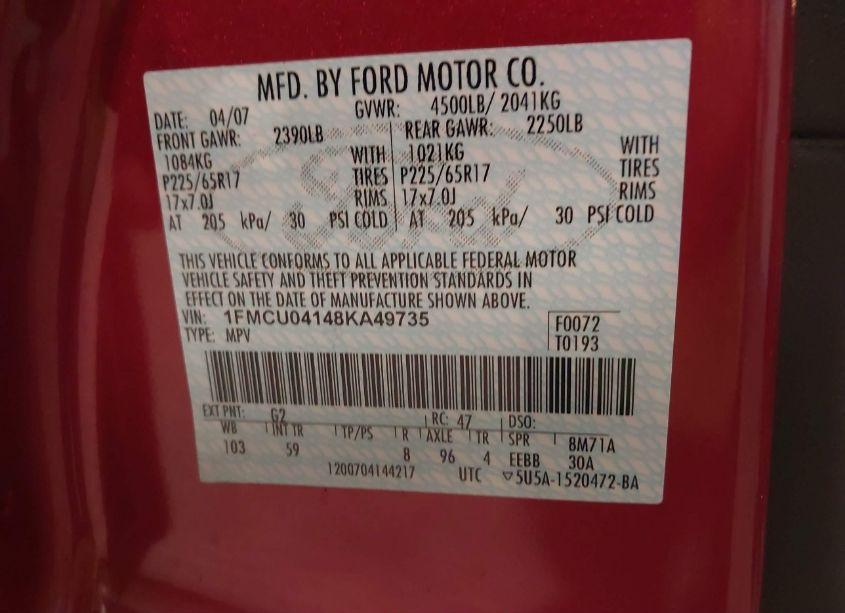 MFD. BY FORD MOTOR CO.
DATE: 04/07 GVWR: 4500LB/ 2041KG
FRONT GAWR: 2390LB REAR GAWR: 2250LB
1084KG WITH 1021KG WITH
P225/65R17 TIRES P225/65R17 TIRES
17x7.0J RIMS 17x7.0J RIMS
AT 205 kPa/ 30 PSI COLD AT 205 kPa/ 30 PSI COLD
THIS VEHICLE CONFORMS TO ALL APPLICABLE FEDERAL MOTOR
VEHICLE SAFETY AND THEFT PREVENTION STANDARDS IN
EFFECT ON THE DATE OF MANUFACTURE SHOWN ABOVE.
VIN: 1FMCU04148KA49735 F0072
TYPE: MPV T0193
EXT PNT: G2 RC: 47 DSO:
WB INT TR TP/PS R AXLE TR SPR 8M71A
103 59 8 96 4 EEBB 30A
1200704144217 UTC ▽5U5A-1520472-BA